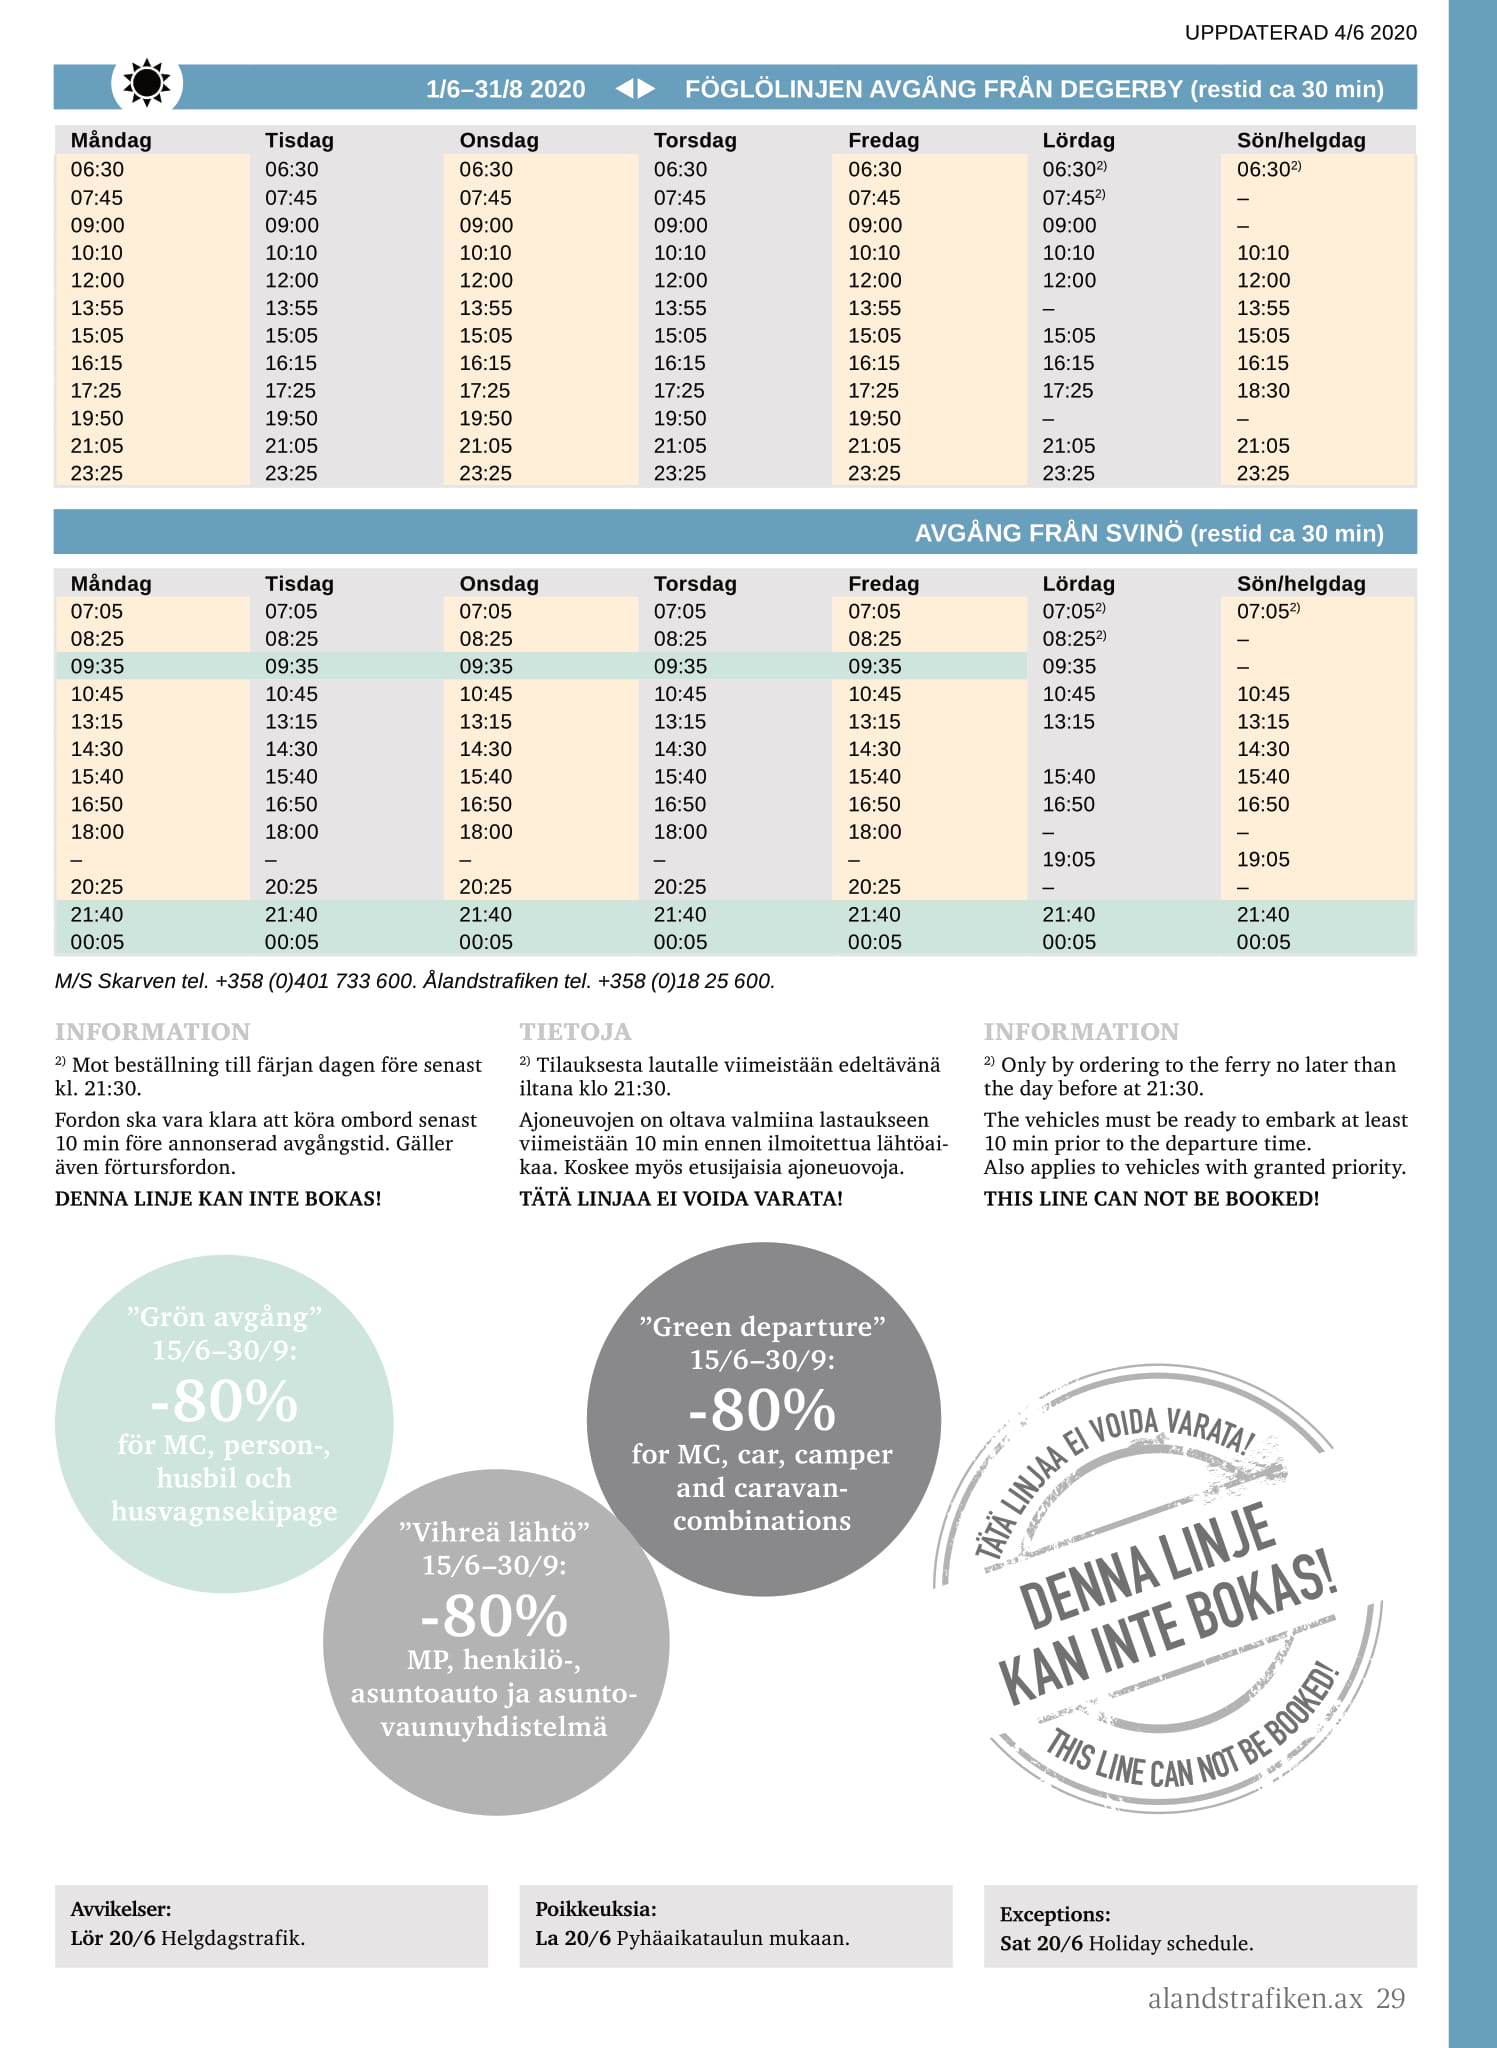 UPPDATERAD 4/6 2020
1/6–31/8 2020 FÖGLÖLINJEN AVGÅNG FRÅN DEGERBY (restid ca 30 min)
Måndag Tisdag Onsdag Torsdag Fredag Lördag Sön/helgdag
06:30 06:30 06:30 06:30 06:30 06:30²⁾ 06:30²⁾
07:45 07:45 07:45 07:45 07:45 07:45²⁾ –
09:00 09:00 09:00 09:00 09:00 09:00 –
10:10 10:10 10:10 10:10 10:10 10:10 10:10
12:00 12:00 12:00 12:00 12:00 12:00 12:00
13:55 13:55 13:55 13:55 13:55 – 13:55
15:05 15:05 15:05 15:05 15:05 15:05 15:05
16:15 16:15 16:15 16:15 16:15 16:15 16:15
17:25 17:25 17:25 17:25 17:25 17:25 18:30
19:50 19:50 19:50 19:50 19:50 – –
21:05 21:05 21:05 21:05 21:05 21:05 21:05
23:25 23:25 23:25 23:25 23:25 23:25 23:25
AVGÅNG FRÅN SVINÖ (restid ca 30 min)
Måndag Tisdag Onsdag Torsdag Fredag Lördag Sön/helgdag
07:05 07:05 07:05 07:05 07:05 07:05²⁾ 07:05²⁾
08:25 08:25 08:25 08:25 08:25 08:25²⁾ –
09:35 09:35 09:35 09:35 09:35 09:35 –
10:45 10:45 10:45 10:45 10:45 10:45 10:45
13:15 13:15 13:15 13:15 13:15 13:15 13:15
14:30 14:30 14:30 14:30 14:30 14:30
15:40 15:40 15:40 15:40 15:40 15:40 15:40
16:50 16:50 16:50 16:50 16:50 16:50 16:50
18:00 18:00 18:00 18:00 18:00 – –
– – – – – 19:05 19:05
20:25 20:25 20:25 20:25 20:25 – –
21:40 21:40 21:40 21:40 21:40 21:40 21:40
00:05 00:05 00:05 00:05 00:05 00:05 00:05
M/S Skarven tel. +358 (0)401 733 600. Ålandstrafiken tel. +358 (0)18 25 600.
INFORMATION
²⁾ Mot beställning till färjan dagen före senast
kl. 21:30.
Fordon ska vara klara att köra ombord senast
10 min före annonserad avgångstid. Gäller
även förtursfordon.
DENNA LINJE KAN INTE BOKAS!
TIETOJA
²⁾ Tilauksesta lautalle viimeistään edeltävänä
iltana klo 21:30.
Ajoneuvojen on oltava valmiina lastaukseen
viimeistään 10 min ennen ilmoitettua lähtöai-
kaa. Koskee myös etusijaisia ajoneuovoja.
TÄTÄ LINJAA EI VOIDA VARATA!
INFORMATION
²⁾ Only by ordering to the ferry no later than
the day before at 21:30.
The vehicles must be ready to embark at least
10 min prior to the departure time.
Also applies to vehicles with granted priority.
THIS LINE CAN NOT BE BOOKED!
”Grön avgång”
15/6–30/9:
-80%
för MC, person-,
husbil och
husvagnsekipage
”Vihreä lähtö”
15/6–30/9:
-80%
MP, henkilö-,
asuntoauto ja asunto-
vaunuyhdistelmä
”Green departure”
15/6–30/9:
-80%
for MC, car, camper
and caravan-
combinations
TÄTÄ LINJAA EI VOIDA VARATA!
DENNA LINJE
KAN INTE BOKAS!
THIS LINE CAN NOT BE BOOKED!
Avvikelser:
Lör 20/6 Helgdagstrafik.
Poikkeuksia:
La 20/6 Pyhäaikataulun mukaan.
Exceptions:
Sat 20/6 Holiday schedule.
alandstrafiken.ax 29